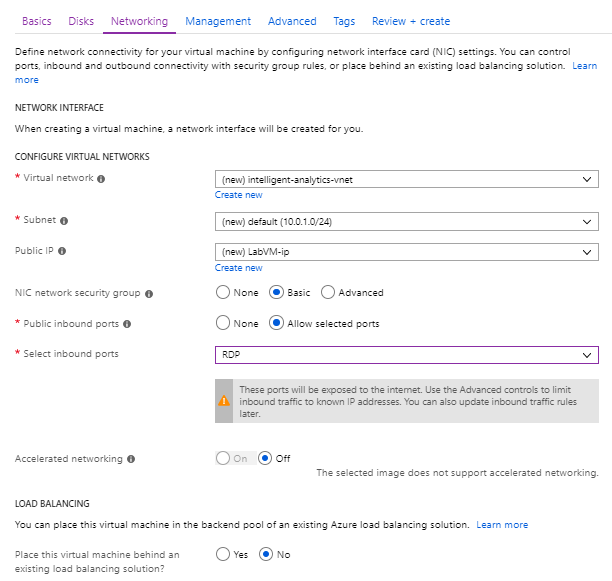 Basics Disks Networking Management Advanced Tags Review + create
Define network connectivity for your virtual machine by configuring network interface card (NIC) settings. You can control
ports, inbound and outbound connectivity with security group rules, or place behind an existing load balancing solution. Learn
more
NETWORK INTERFACE
When creating a virtual machine, a network interface will be created for you.
CONFIGURE VIRTUAL NETWORKS
* Virtual network (new) intelligent-analytics-vnet
Create new
* Subnet (new) default (10.0.1.0/24)
Public IP (new) LabVM-ip
Create new
NIC network security group None Basic Advanced
* Public inbound ports None Allow selected ports
* Select inbound ports RDP
These ports will be exposed to the internet. Use the Advanced controls to limit
inbound traffic to known IP addresses. You can also update inbound traffic rules
later.
Accelerated networking On Off
The selected image does not support accelerated networking.
LOAD BALANCING
You can place this virtual machine in the backend pool of an existing Azure load balancing solution. Learn more
Place this virtual machine behind an Yes No
existing load balancing solution?